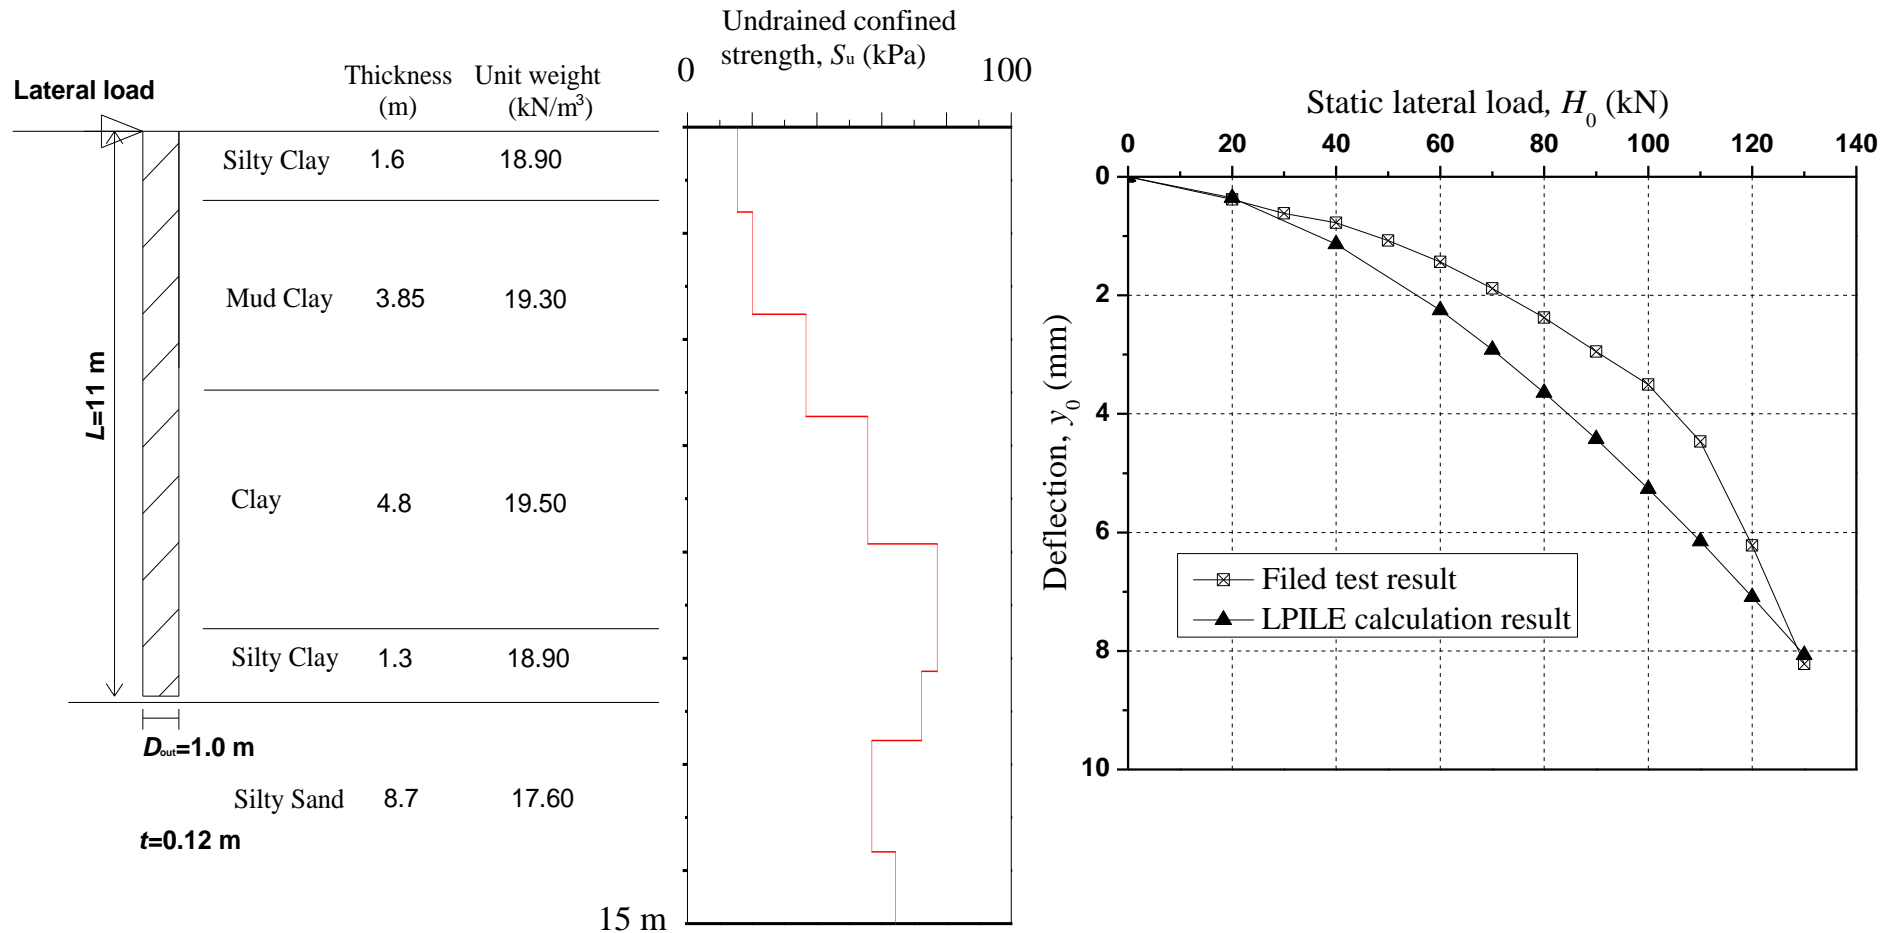 Lateral load
Thickness
(m)
Unit weight
(kN/m³)
Silty Clay 1.6 18.90
Mud Clay 3.85 19.30
Clay 4.8 19.50
Silty Clay 1.3 18.90
Silty Sand 8.7 17.60
L=11 m
Dout=1.0 m
t=0.12 m
Undrained confined
strength, Su (kPa)
0 100
15 m
Static lateral load, H0 (kN)
0 20 40 60 80 100 120 140
0
2
4
6
8
10
Deflection, y0 (mm)
Filed test result
LPILE calculation result